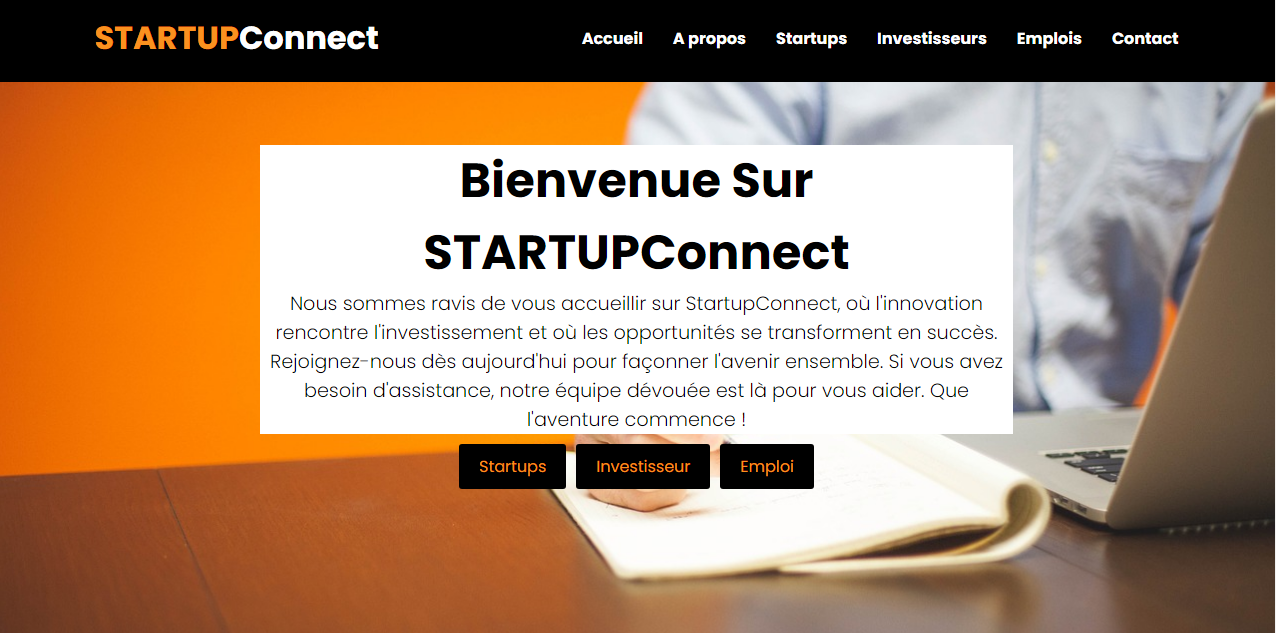 STARTUPConnect
Accueil A propos Startups Investisseurs Emplois Contact
Bienvenue Sur
STARTUPConnect
Nous sommes ravis de vous accueillir sur StartupConnect, où l'innovation
rencontre l'investissement et où les opportunités se transforment en succès.
Rejoignez-nous dès aujourd'hui pour façonner l'avenir ensemble. Si vous avez
besoin d'assistance, notre équipe dévouée est là pour vous aider. Que
l'aventure commence !
Startups Investisseur Emploi